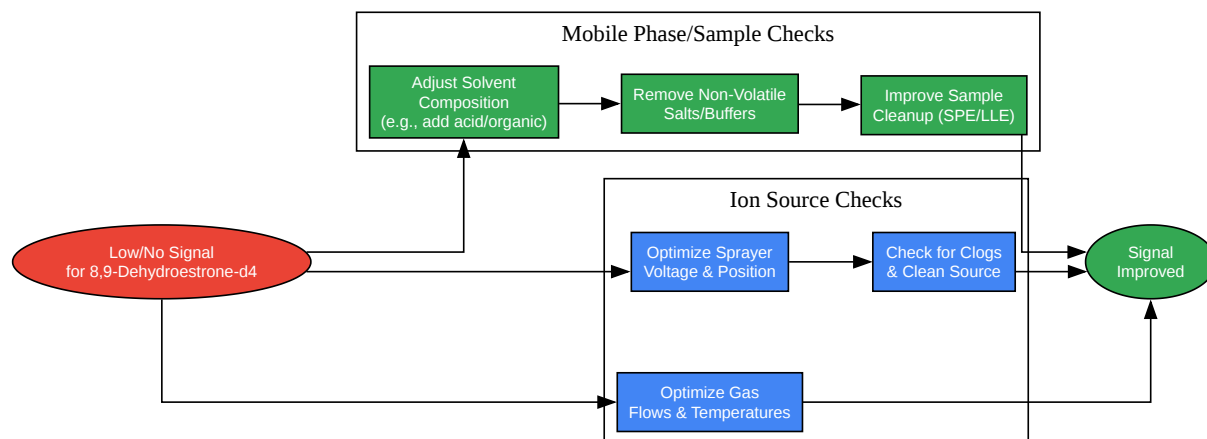 Mobile Phase/Sample Checks
Adjust Solvent
Composition
(e.g., add acid/organic)
Remove Non-Volatile
Salts/Buffers
Improve Sample
Cleanup (SPE/LLE)
Ion Source Checks
Low/No Signal
for 8,9-Dehydroestrone-d4
Optimize Sprayer
Voltage & Position
Check for Clogs
& Clean Source
Signal
Improved
Optimize Gas
Flows & Temperatures